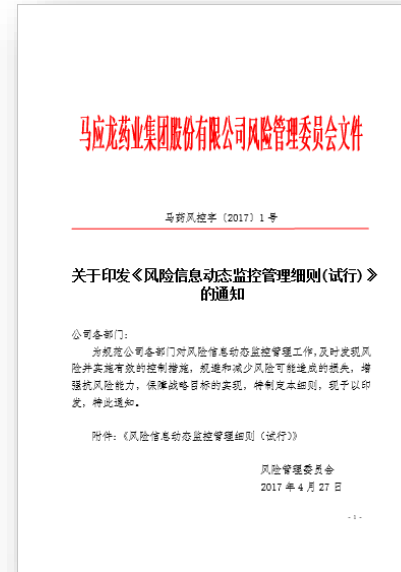 马应龙药业集团股份有限公司风险管理委员会文件
马药风控字〔2017〕1 号
关于印发《风险信息动态监控管理细则(试行)》
的通知
公司各部门：
为规范公司各部门对风险信息动态监控管理工作,及时发现风
险并实施有效的控制措施，规避和减少风险可能造成的损失，增
强抗风险能力，保障战略目标的实现，特制定本细则，现予以印
发，特此通知。
附件：《风险信息动态监控管理细则（试行）》
风险管理委员会
2017 年 4 月 27 日
- 1 -